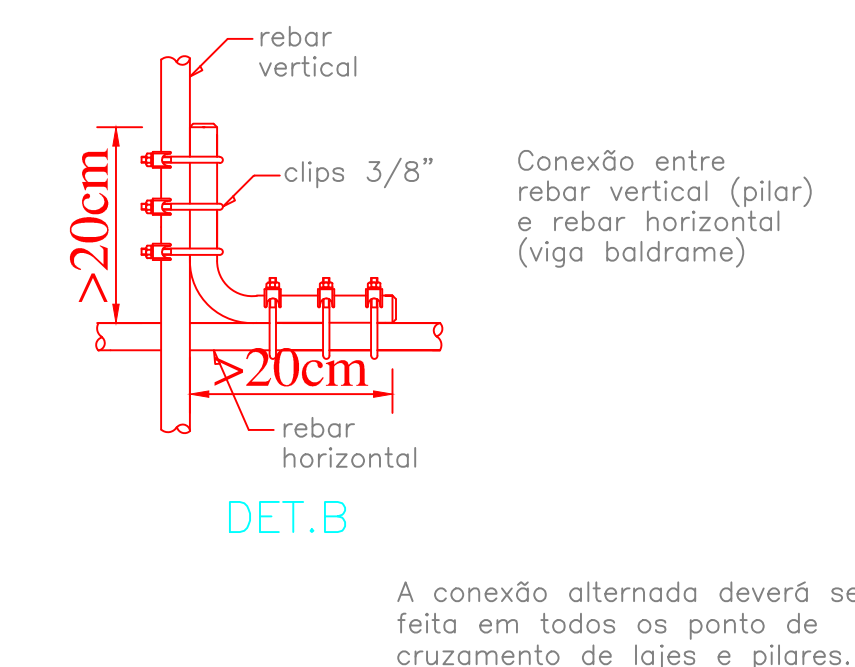 rebar
vertical
>20cm
clips 3/8”
Conexão entre
rebar vertical (pilar)
e rebar horizontal
(viga baldrame)
>20cm
rebar
horizontal
DET.B
A conexão alternada deverá se
feita em todos os ponto de
cruzamento de lajes e pilares.